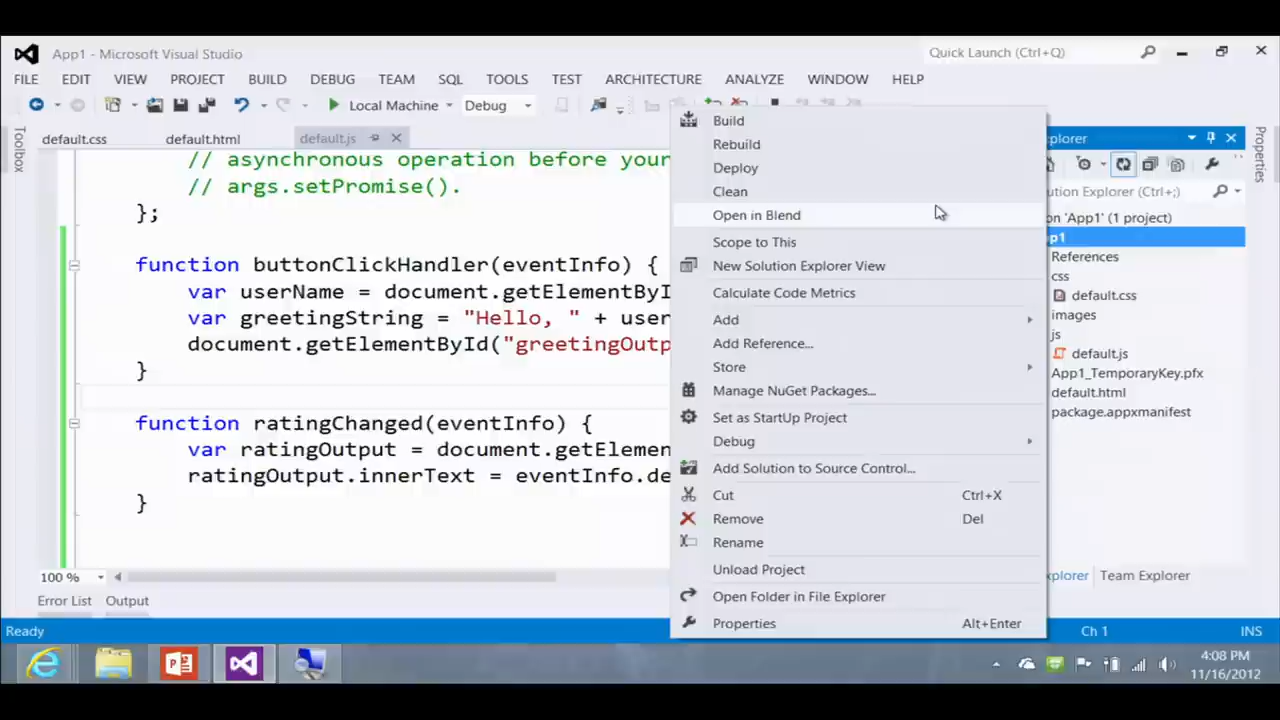 App1 - Microsoft Visual Studio
Quick Launch (Ctrl+Q)
FILE EDIT VIEW PROJECT BUILD DEBUG TEAM SQL TOOLS TEST ARCHITECTURE ANALYZE WINDOW HELP
Local Machine Debug
Toolbox
default.css default.html default.js
// asynchronous operation before your
// args.setPromise().
};
function buttonClickHandler(eventInfo) {
var userName = document.getElementById
var greetingString = "Hello, " + user
document.getElementById("greetingOutp
}
function ratingChanged(eventInfo) {
var ratingOutput = document.getElemen
ratingOutput.innerText = eventInfo.de
}
100 %
Error List Output
Ready
Build
Rebuild
Deploy
Clean
Open in Blend
Scope to This
New Solution Explorer View
Calculate Code Metrics
Add
Add Reference...
Store
Manage NuGet Packages...
Set as StartUp Project
Debug
Add Solution to Source Control...
Cut Ctrl+X
Remove Del
Rename
Unload Project
Open Folder in File Explorer
Properties Alt+Enter
plorer
ution Explorer (Ctrl+;)
on 'App1' (1 project)
p1
References
css
default.css
images
js
default.js
App1_TemporaryKey.pfx
default.html
package.appxmanifest
xplorer Team Explorer
Properties
Ch 1 INS
4:08 PM
11/16/2012